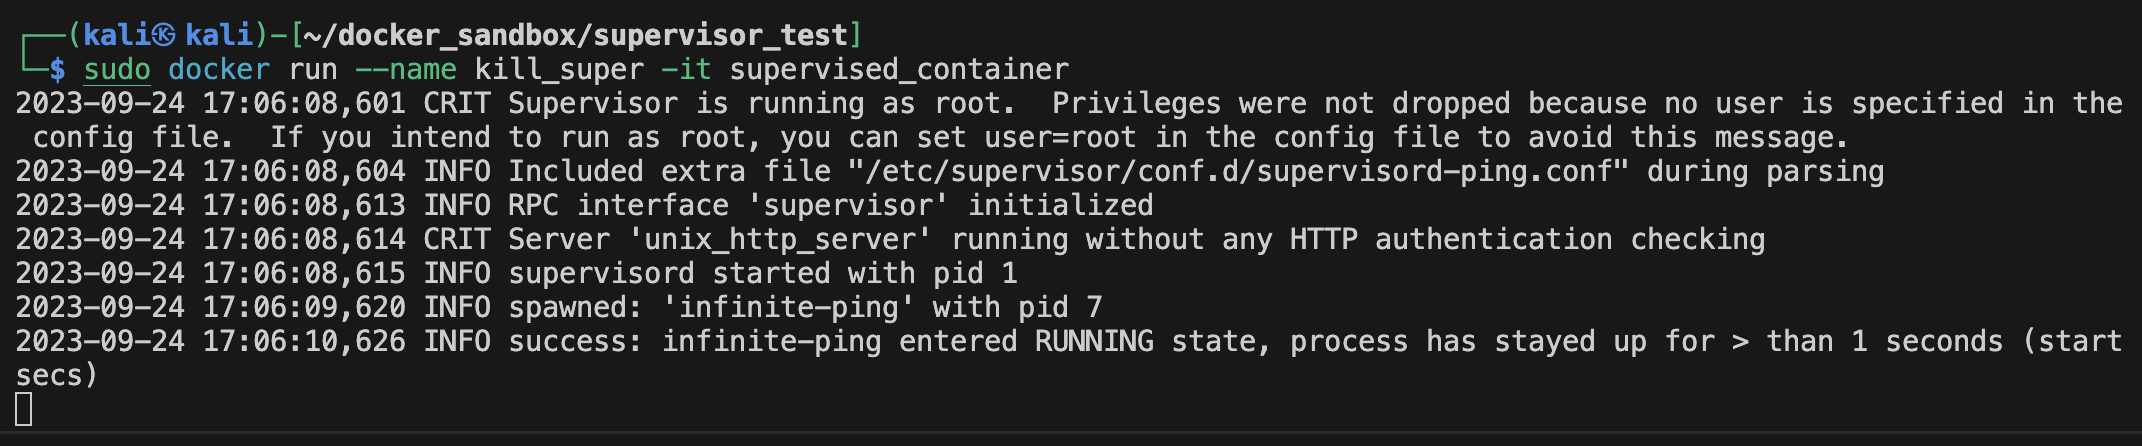 ┌──(kali㉿kali)-[~/docker_sandbox/supervisor_test]
└─$ sudo docker run --name kill_super -it supervised_container
2023-09-24 17:06:08,601 CRIT Supervisor is running as root.  Privileges were not dropped because no user is specified in the
 config file.  If you intend to run as root, you can set user=root in the config file to avoid this message.
2023-09-24 17:06:08,604 INFO Included extra file "/etc/supervisor/conf.d/supervisord-ping.conf" during parsing
2023-09-24 17:06:08,613 INFO RPC interface 'supervisor' initialized
2023-09-24 17:06:08,614 CRIT Server 'unix_http_server' running without any HTTP authentication checking
2023-09-24 17:06:08,615 INFO supervisord started with pid 1
2023-09-24 17:06:09,620 INFO spawned: 'infinite-ping' with pid 7
2023-09-24 17:06:10,626 INFO success: infinite-ping entered RUNNING state, process has stayed up for > than 1 seconds (start
secs)